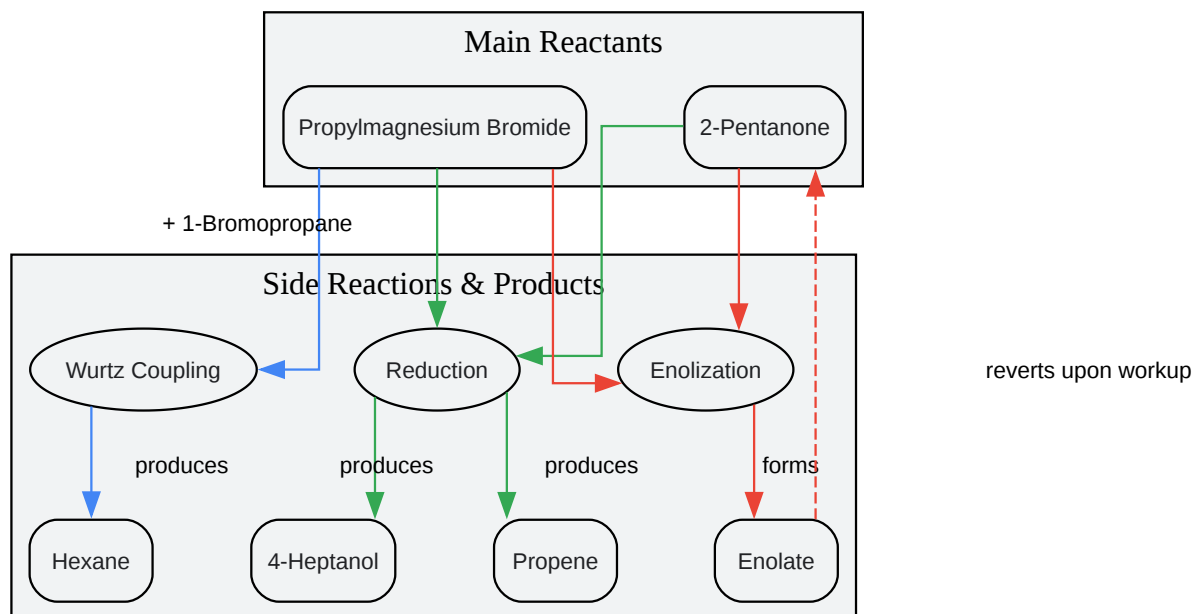 Main Reactants
Propylmagnesium Bromide
2-Pentanone
+ 1-Bromopropane
Side Reactions & Products
Wurtz Coupling
Reduction
Enolization
reverts upon workup
produces
produces
produces
forms
Hexane
4-Heptanol
Propene
Enolate